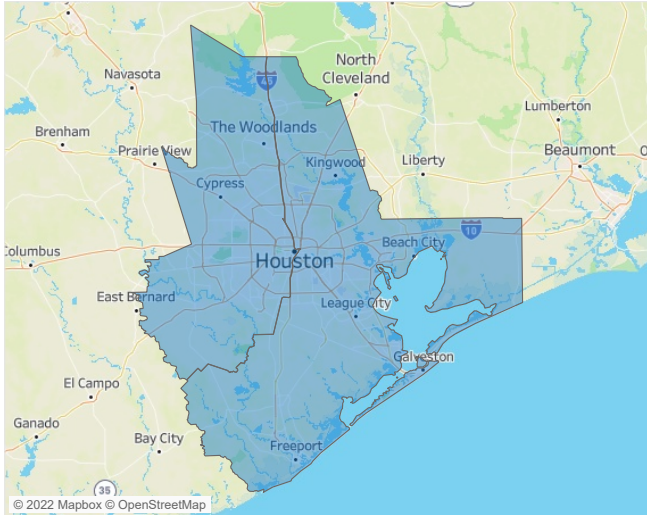 North
Cleveland
45
Navasota
Lumberton
Brenham
The Woodlands
Beaumont
Prairie View
Kingwood
Liberty
Cypress
10
Columbus
Beach City
Houston
East Bernard
League City
Galveston
El Campo
Ganado
Bay City
Freeport
35
© 2022 Mapbox © OpenStreetMap